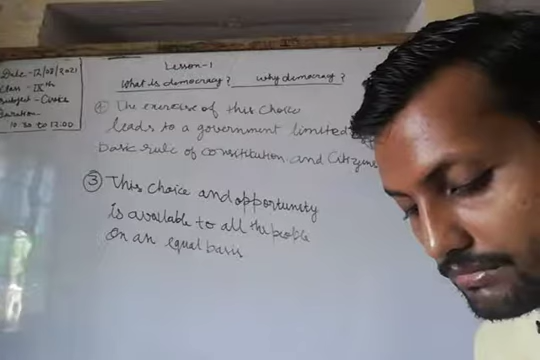 Date - 12/08/2021
Class - IXth
Subject - Civics
Duration
10:30 to 12:00
Lesson-1
What is democracy? why democracy?
The exercise of this choice
leads to a government limited
basic rule of constitution and Citizens
③ This choice and opportunity
is available to all the people
on an equal basis